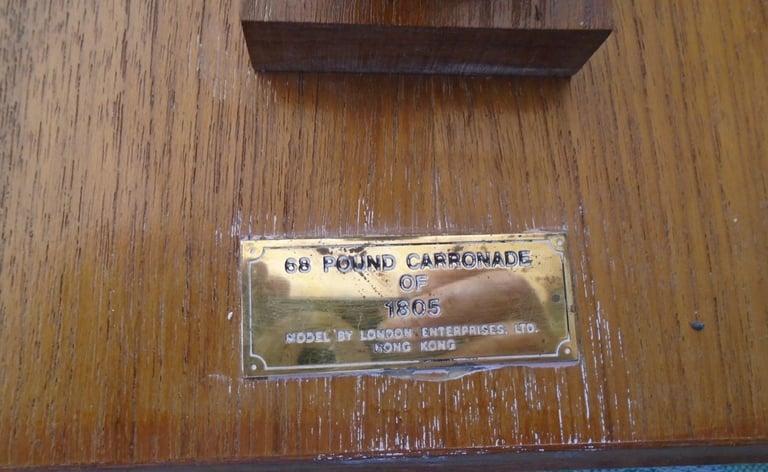 68 POUND CARRONADE
OF
1805
MODEL BY LONDON ENTERPRISES, LTD.
HONG KONG